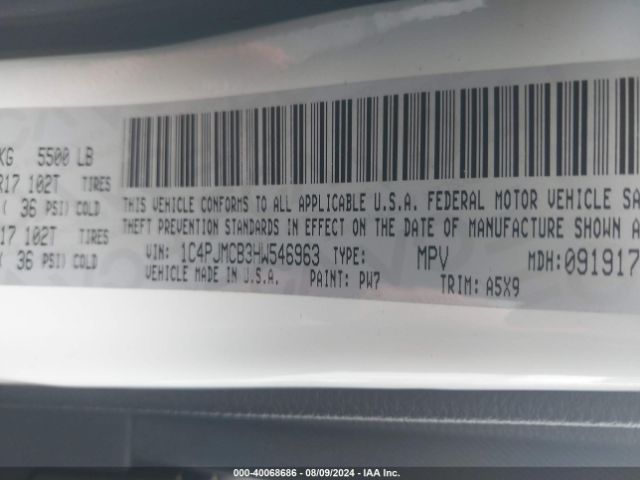 KG 5500 LB
R17 102T TIRES
( 36 PSI) COLD
17 102T TIRES
( 36 PSI) COLD
THIS VEHICLE CONFORMS TO ALL APPLICABLE U.S.A. FEDERAL MOTOR VEHICLE SA
THEFT PREVENTION STANDARDS IN EFFECT ON THE DATE OF MANUFACTURE SHOWN A
VIN: 1C4PJMCB3HW546963 TYPE: MPV MDH:091917
VEHICLE MADE IN U.S.A. PAINT: PW7 TRIM: A5X9
000-40068686 - 08/09/2024 - IAA Inc.